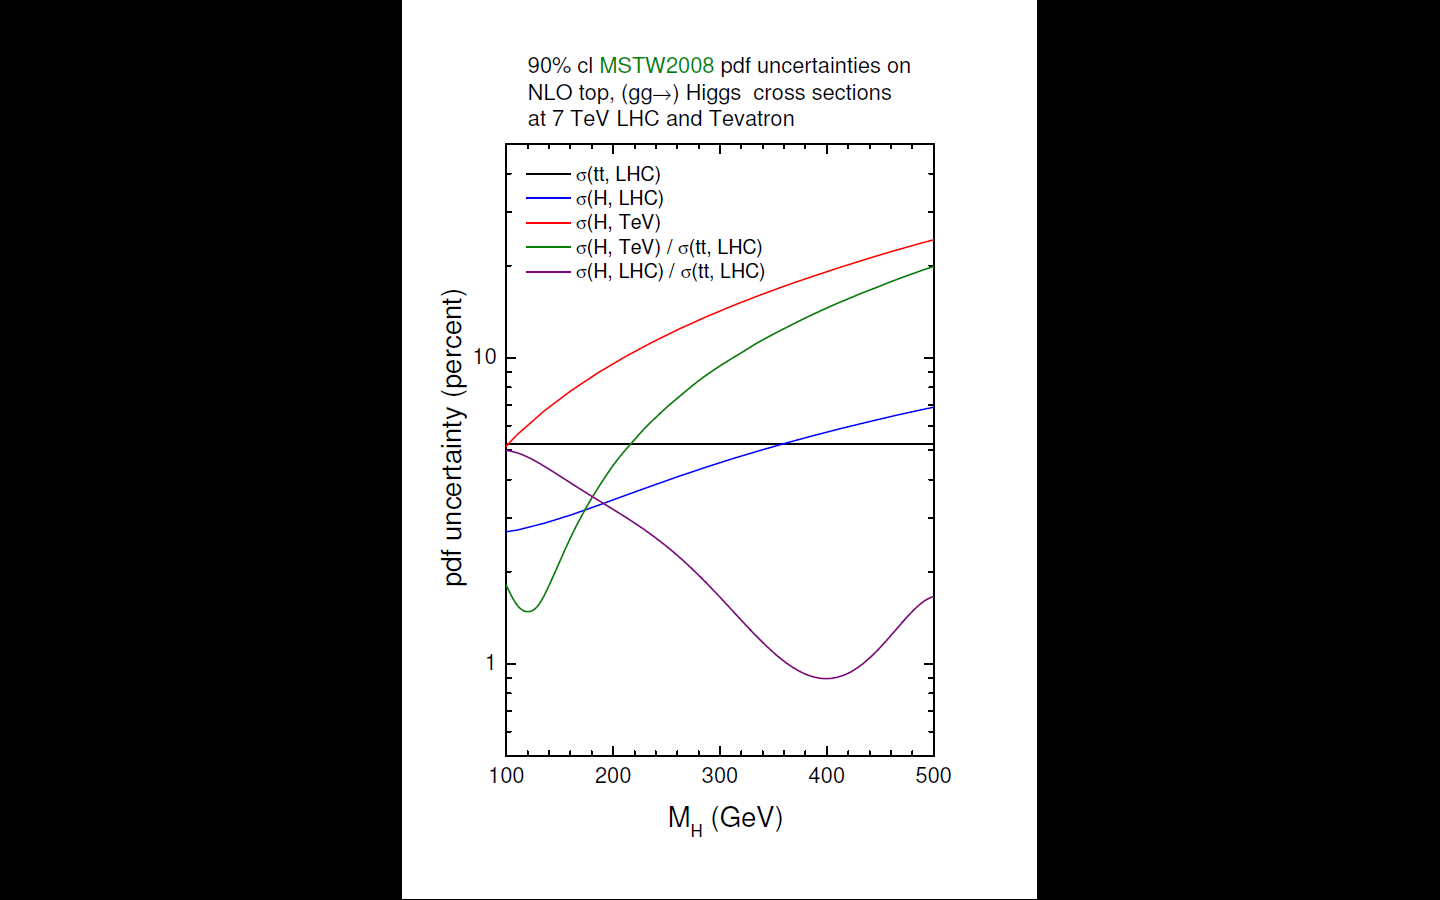 90% cl MSTW2008 pdf uncertainties on
NLO top, (gg→) Higgs cross sections
at 7 TeV LHC and Tevatron
σ(tt, LHC)
σ(H, LHC)
σ(H, TeV)
σ(H, TeV) / σ(tt, LHC)
σ(H, LHC) / σ(tt, LHC)
pdf uncertainty (percent)
10
1
100 200 300 400 500
M_H (GeV)